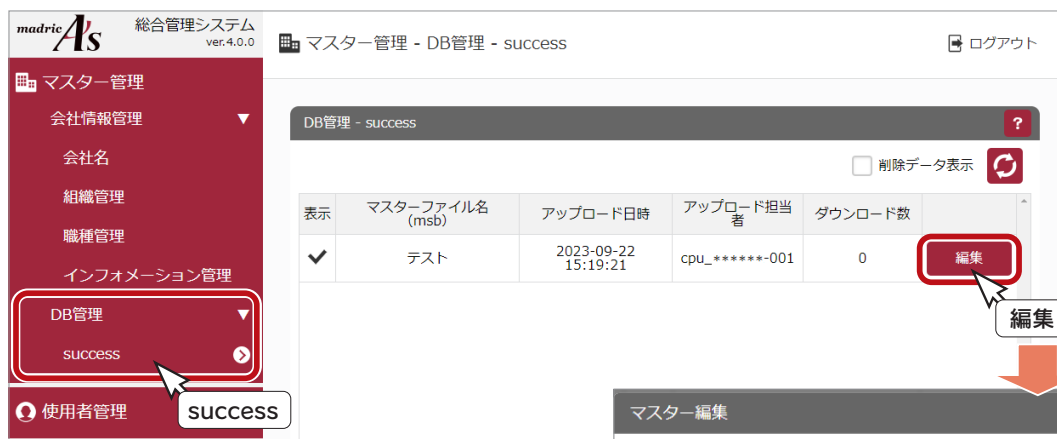 madric A's
総合管理システム
ver.4.0.0
マスター管理
会社情報管理 ▼
会社名
組織管理
職種管理
インフォメーション管理
DB管理 ▼
success
使用者管理
success
マスター管理 - DB管理 - success
ログアウト
DB管理 - success
?
削除データ表示
表示
マスターファイル名
(msb)
アップロード日時
アップロード担当
者
ダウンロード数
テスト
2023-09-22
15:19:21
cpu_******-001
0
編集
編集
マスター編集